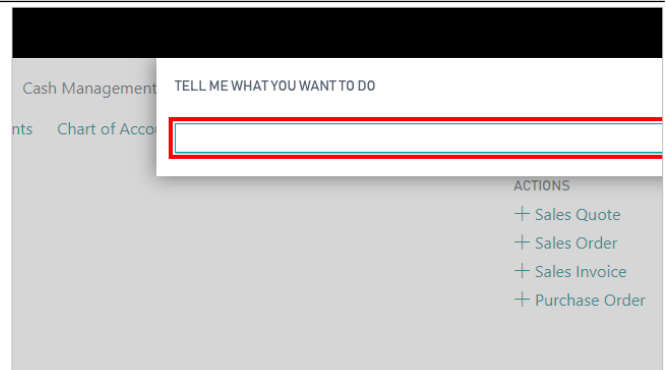 Cash Management
TELL ME WHAT YOU WANT TO DO
nts Chart of Acco
ACTIONS
+ Sales Quote
+ Sales Order
+ Sales Invoice
+ Purchase Order